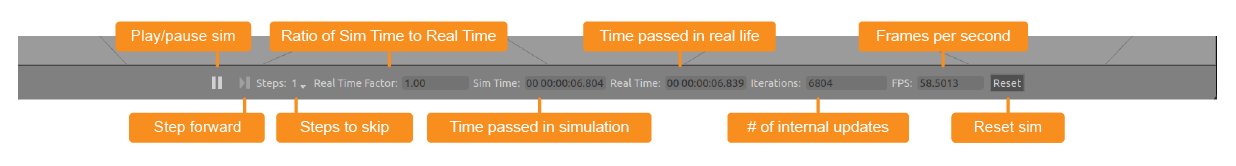 Play/pause sim
Ratio of Sim Time to Real Time
Time passed in real life
Frames per second
Steps: 1 Real Time Factor: 1.00 Sim Time: 00 00:00:06.804 Real Time: 00 00:00:06.839 Iterations: 6804 FPS: 58.5013 Reset
Step forward
Steps to skip
Time passed in simulation
# of internal updates
Reset sim